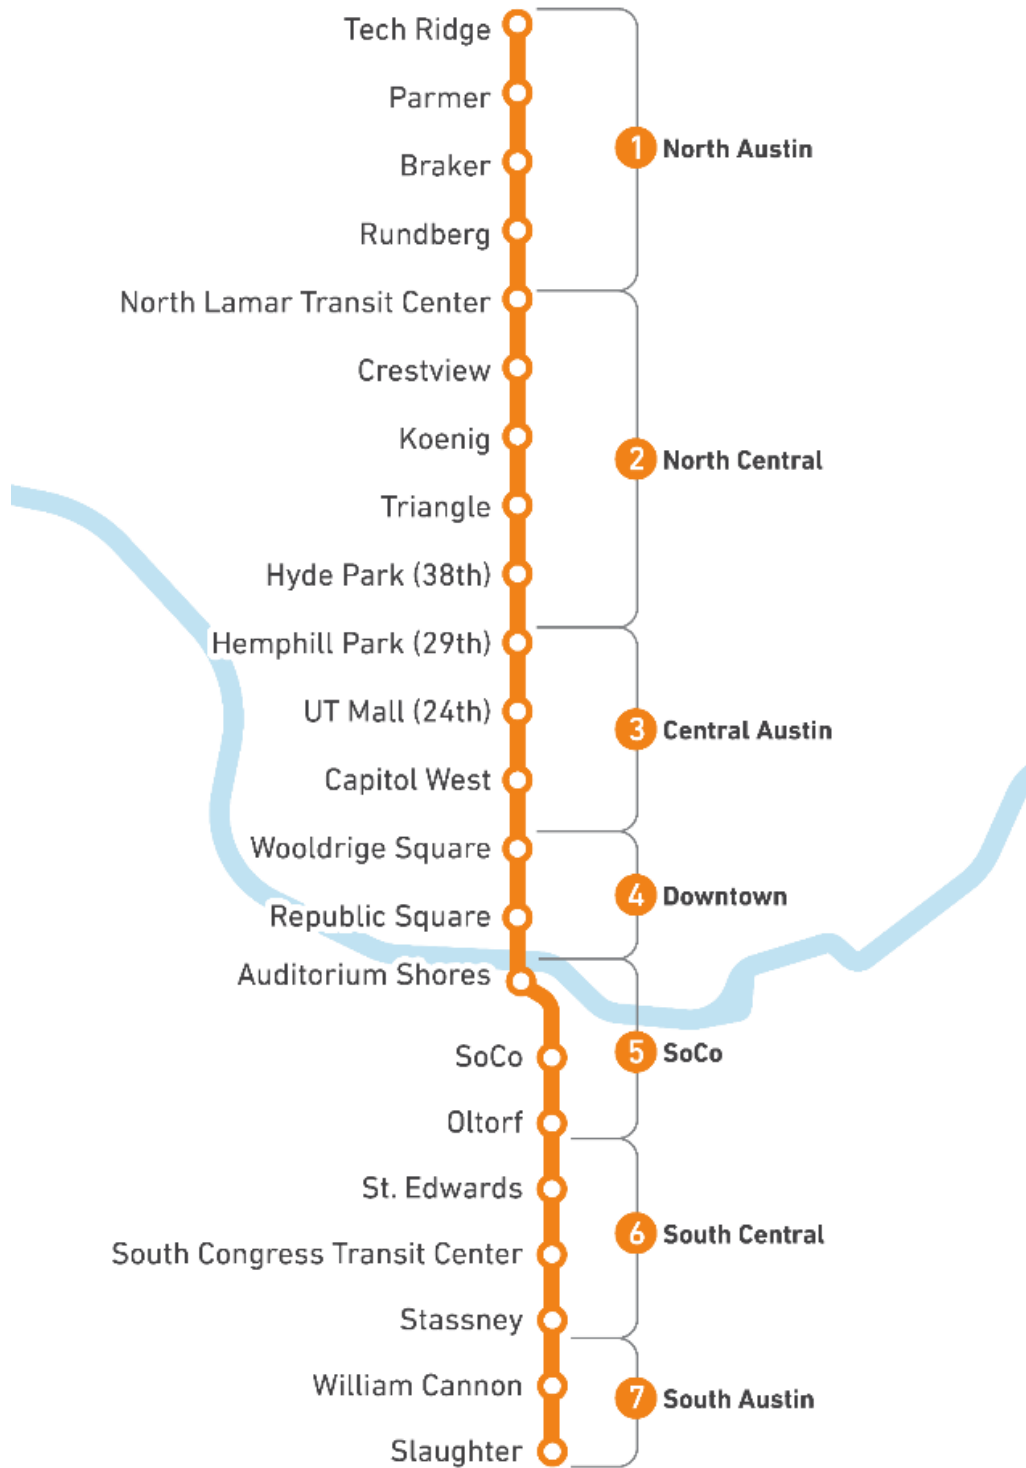 Tech Ridge
Parmer
Braker
1 North Austin
Rundberg
North Lamar Transit Center
Crestview
Koenig
2 North Central
Triangle
Hyde Park (38th)
Hemphill Park (29th)
UT Mall (24th)
3 Central Austin
Capitol West
Wooldrige Square
4 Downtown
Republic Square
Auditorium Shores
SoCo
5 SoCo
Oltorf
St. Edwards
6 South Central
South Congress Transit Center
Stassney
William Cannon
7 South Austin
Slaughter